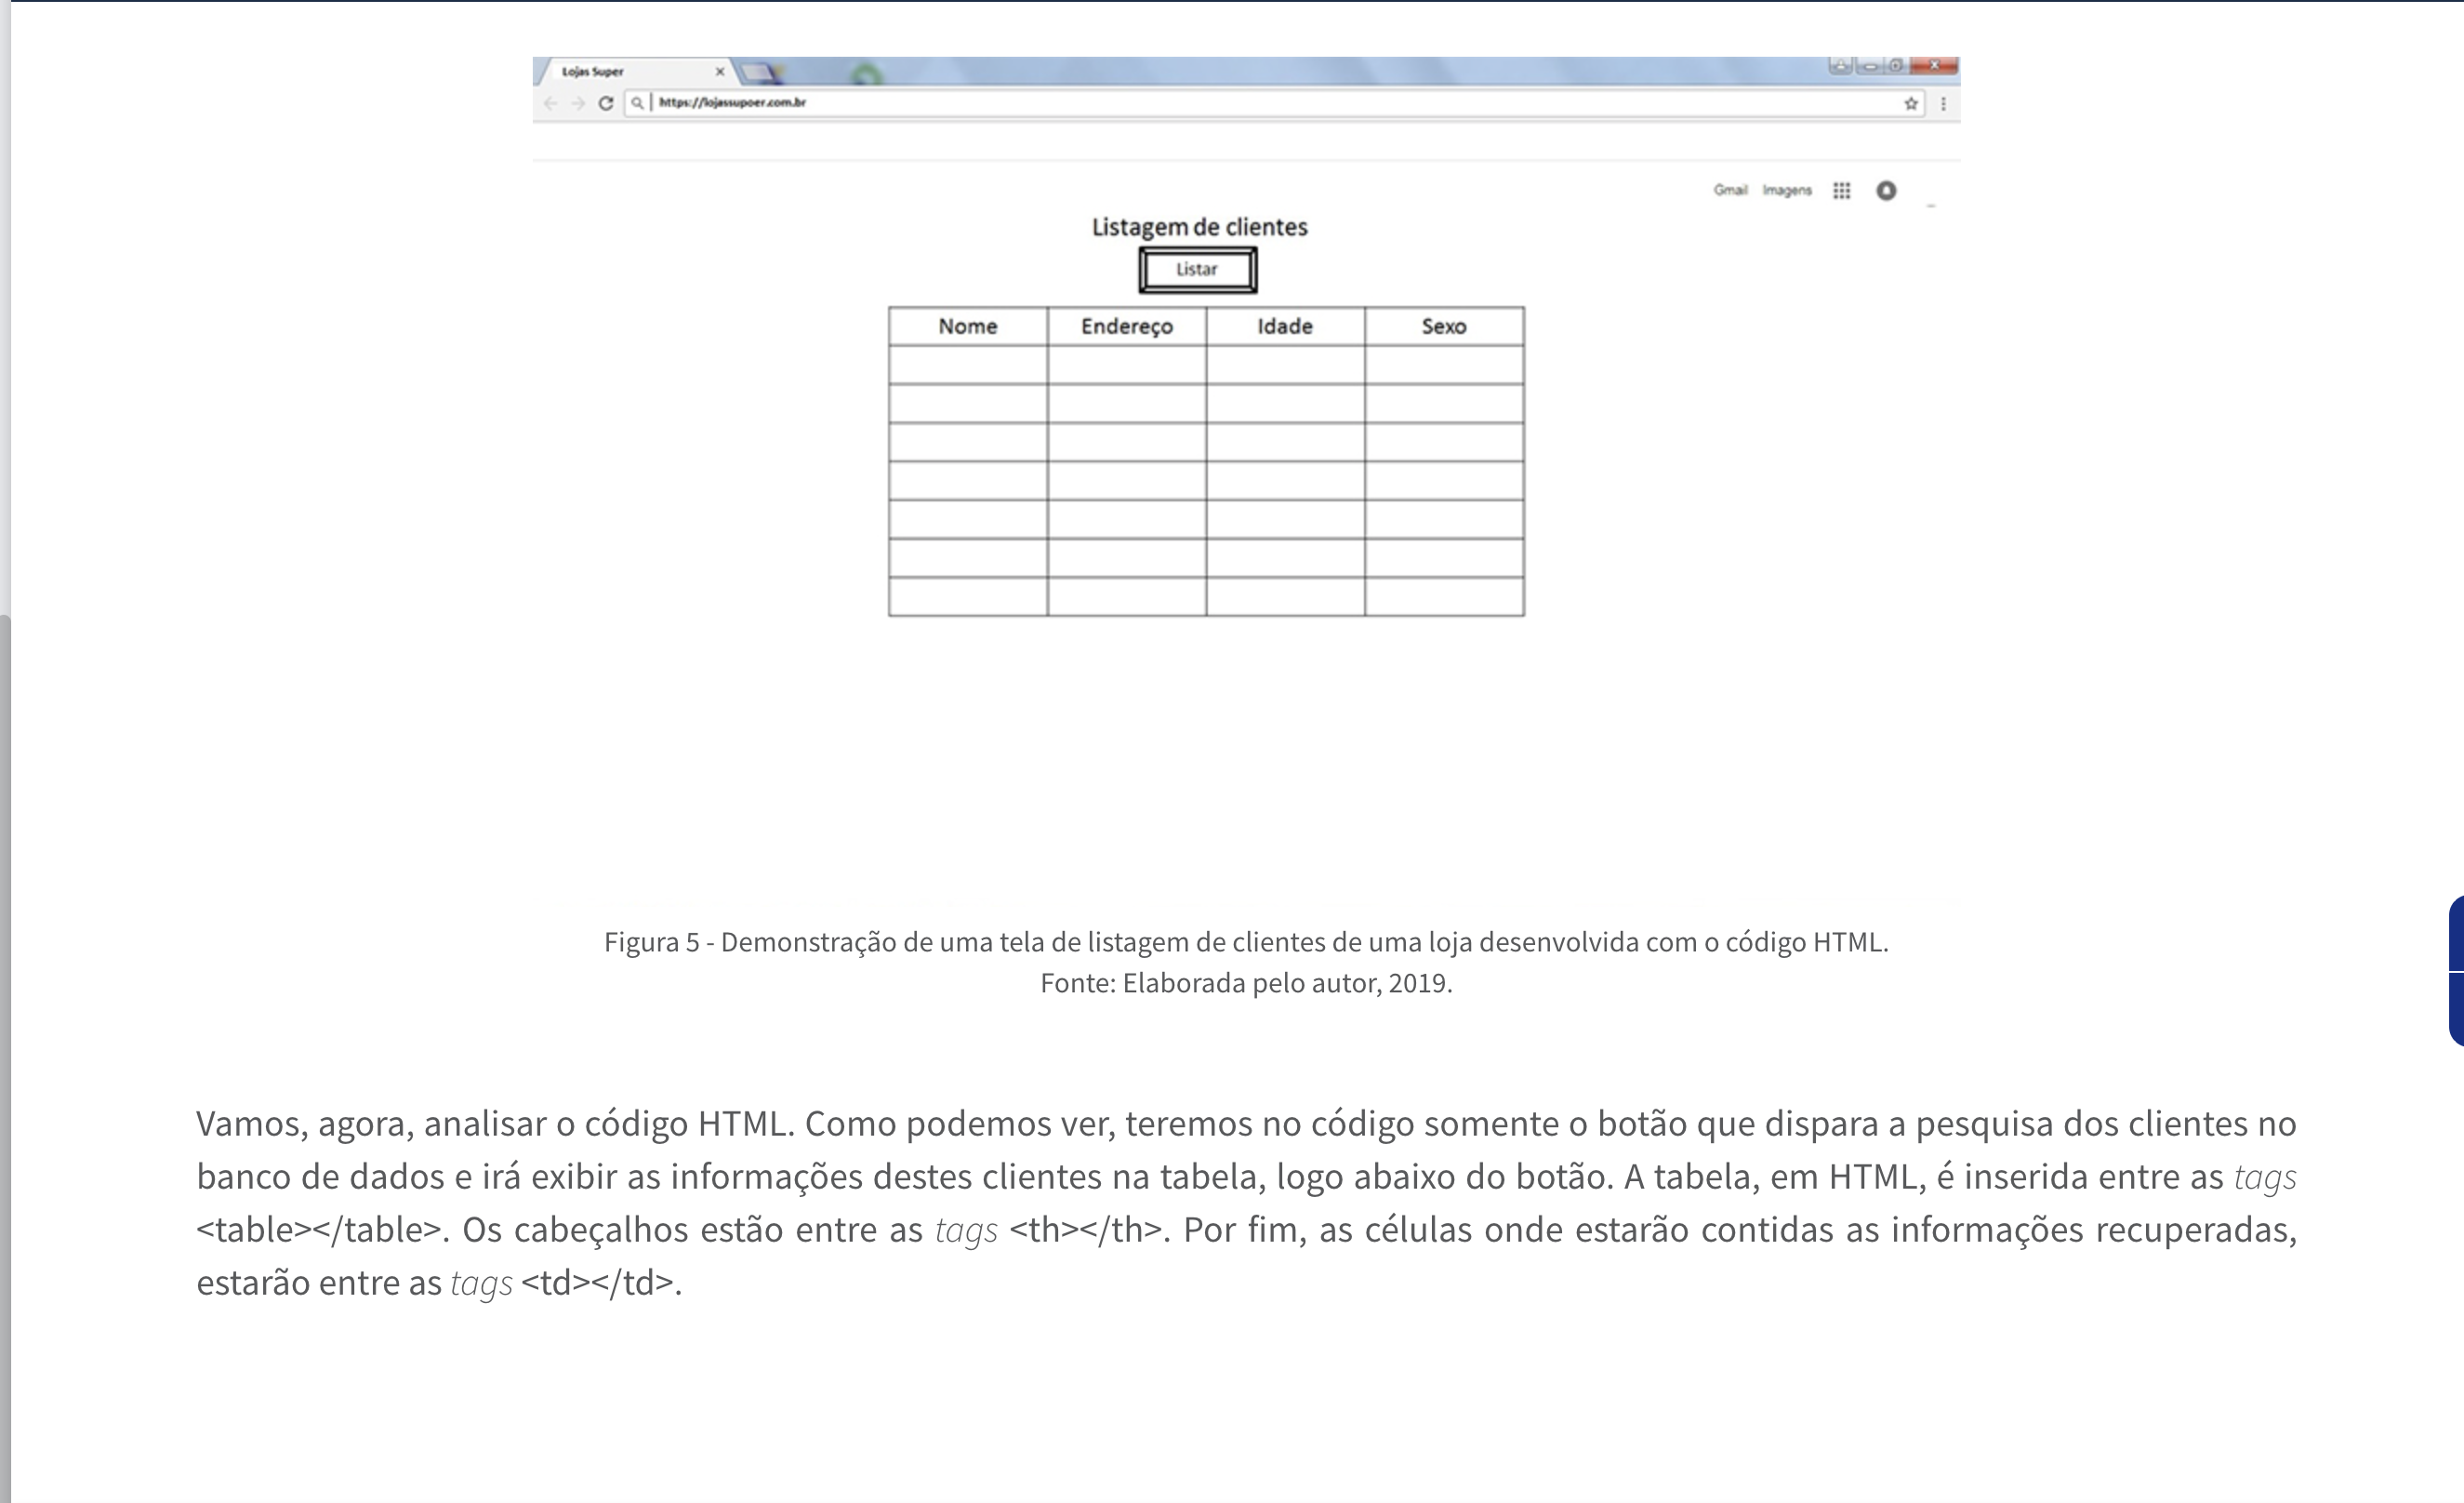 Lojas Super
https://lojassupoer.com.br
Gmail Imagens
Listagem de clientes
Listar
Nome Endereço Idade Sexo
Figura 5 - Demonstração de uma tela de listagem de clientes de uma loja desenvolvida com o código HTML.
Fonte: Elaborada pelo autor, 2019.
Vamos, agora, analisar o código HTML. Como podemos ver, teremos no código somente o botão que dispara a pesquisa dos clientes no
banco de dados e irá exibir as informações destes clientes na tabela, logo abaixo do botão. A tabela, em HTML, é inserida entre as tags
<table></table>. Os cabeçalhos estão entre as tags <th></th>. Por fim, as células onde estarão contidas as informações recuperadas,
estarão entre as tags <td></td>.